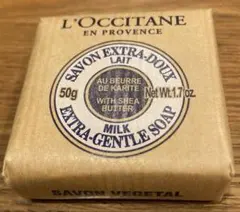 L'OCCITANE
EN PROVENCE
SAVON EXTRA-DOUX
LAIT
AU BEURRE
DE KARITE
50g
Net Wt.1.7 oz.
WITH SHEA
BUTTER
MILK
EXTRA-GENTLE SOAP
SAVON VEGETAL